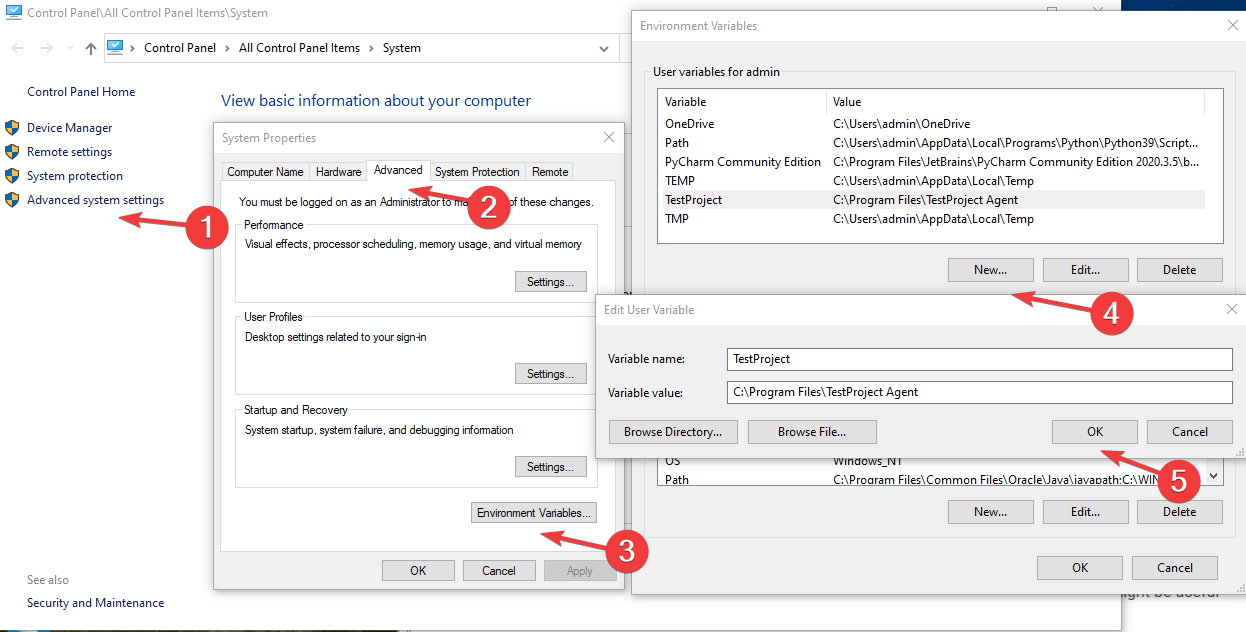 Control Panel\All Control Panel Items\System
Control Panel > All Control Panel Items > System
Control Panel Home
Device Manager
Remote settings
System protection
Advanced system settings
1
View basic information about your computer
System Properties
Computer Name Hardware Advanced System Protection Remote
2
You must be logged on as an Administrator to of these changes.
Performance
Visual effects, processor scheduling, memory usage, and virtual memory
Settings...
User Profiles
Desktop settings related to your sign-in
Settings...
Startup and Recovery
System startup, system failure, and debugging information
Settings...
Environment Variables...
3
OK Cancel Apply
See also
Security and Maintenance
Environment Variables
User variables for admin
Variable Value
OneDrive C:\Users\admin\OneDrive
Path C:\Users\admin\AppData\Local\Programs\Python\Python39\Script...
PyCharm Community Edition C:\Program Files\JetBrains\PyCharm Community Edition 2020.3.5\b...
TEMP C:\Users\admin\AppData\Local\Temp
TestProject C:\Program Files\TestProject Agent
TMP C:\Users\admin\AppData\Local\Temp
New... Edit... Delete
4
Edit User Variable
Variable name: TestProject
Variable value: C:\Program Files\TestProject Agent
Browse Directory... Browse File... OK Cancel
5
OS Windows_NT
Path C:\Program Files\Common Files\Oracle\Java\javapath;C:\WIN
New... Edit... Delete
OK Cancel
might be useful